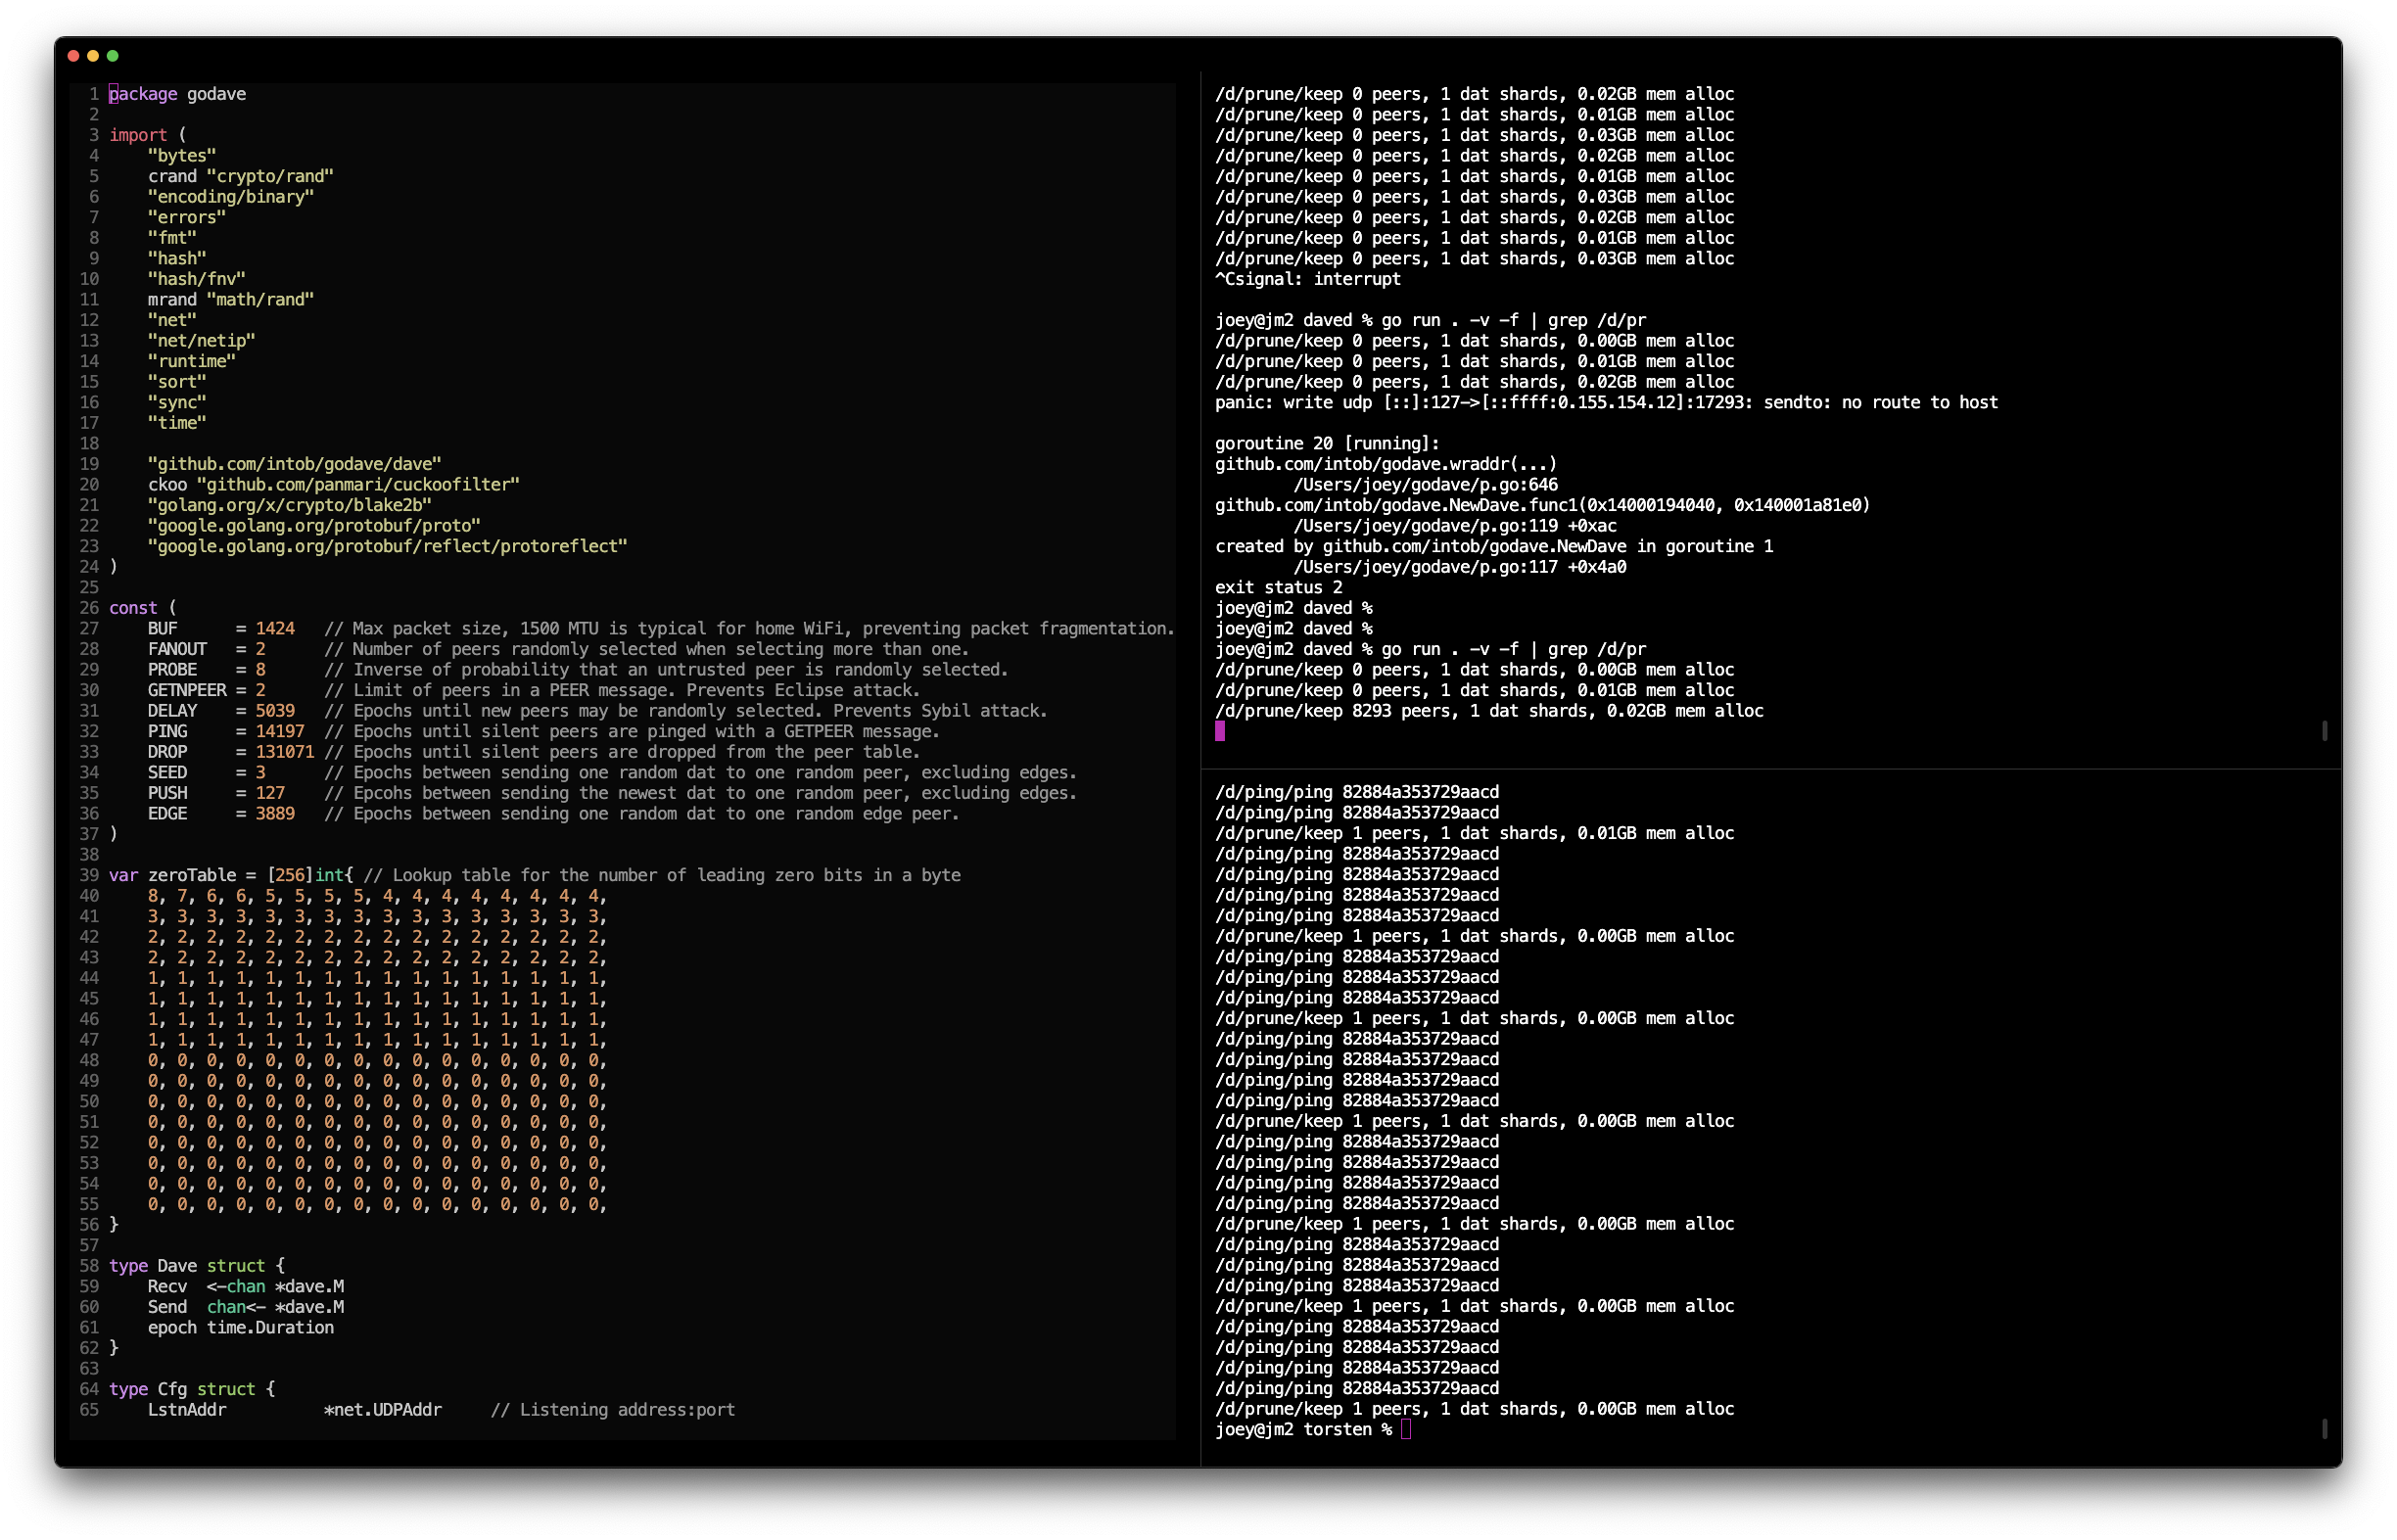 1 package godave
2
3 import (
4     "bytes"
5     crand "crypto/rand"
6     "encoding/binary"
7     "errors"
8     "fmt"
9     "hash"
10     "hash/fnv"
11     mrand "math/rand"
12     "net"
13     "net/netip"
14     "runtime"
15     "sort"
16     "sync"
17     "time"
18
19     "github.com/intob/godave/dave"
20     ckoo "github.com/panmari/cuckoofilter"
21     "golang.org/x/crypto/blake2b"
22     "google.golang.org/protobuf/proto"
23     "google.golang.org/protobuf/reflect/protoreflect"
24 )
25
26 const (
27     BUF      = 1424   // Max packet size, 1500 MTU is typical for home WiFi, preventing packet fragmentation.
28     FANOUT   = 2      // Number of peers randomly selected when selecting more than one.
29     PROBE    = 8      // Inverse of probability that an untrusted peer is randomly selected.
30     GETNPEER = 2      // Limit of peers in a PEER message. Prevents Eclipse attack.
31     DELAY    = 5039   // Epochs until new peers may be randomly selected. Prevents Sybil attack.
32     PING     = 14197  // Epochs until silent peers are pinged with a GETPEER message.
33     DROP     = 131071 // Epochs until silent peers are dropped from the peer table.
34     SEED     = 3      // Epochs between sending one random dat to one random peer, excluding edges.
35     PUSH     = 127    // Epcohs between sending the newest dat to one random peer, excluding edges.
36     EDGE     = 3889   // Epochs between sending one random dat to one random edge peer.
37 )
38
39 var zeroTable = [256]int{ // Lookup table for the number of leading zero bits in a byte
40     8, 7, 6, 6, 5, 5, 5, 5, 4, 4, 4, 4, 4, 4, 4, 4,
41     3, 3, 3, 3, 3, 3, 3, 3, 3, 3, 3, 3, 3, 3, 3, 3,
42     2, 2, 2, 2, 2, 2, 2, 2, 2, 2, 2, 2, 2, 2, 2, 2,
43     2, 2, 2, 2, 2, 2, 2, 2, 2, 2, 2, 2, 2, 2, 2, 2,
44     1, 1, 1, 1, 1, 1, 1, 1, 1, 1, 1, 1, 1, 1, 1, 1,
45     1, 1, 1, 1, 1, 1, 1, 1, 1, 1, 1, 1, 1, 1, 1, 1,
46     1, 1, 1, 1, 1, 1, 1, 1, 1, 1, 1, 1, 1, 1, 1, 1,
47     1, 1, 1, 1, 1, 1, 1, 1, 1, 1, 1, 1, 1, 1, 1, 1,
48     0, 0, 0, 0, 0, 0, 0, 0, 0, 0, 0, 0, 0, 0, 0, 0,
49     0, 0, 0, 0, 0, 0, 0, 0, 0, 0, 0, 0, 0, 0, 0, 0,
50     0, 0, 0, 0, 0, 0, 0, 0, 0, 0, 0, 0, 0, 0, 0, 0,
51     0, 0, 0, 0, 0, 0, 0, 0, 0, 0, 0, 0, 0, 0, 0, 0,
52     0, 0, 0, 0, 0, 0, 0, 0, 0, 0, 0, 0, 0, 0, 0, 0,
53     0, 0, 0, 0, 0, 0, 0, 0, 0, 0, 0, 0, 0, 0, 0, 0,
54     0, 0, 0, 0, 0, 0, 0, 0, 0, 0, 0, 0, 0, 0, 0, 0,
55     0, 0, 0, 0, 0, 0, 0, 0, 0, 0, 0, 0, 0, 0, 0, 0,
56 }
57
58 type Dave struct {
59     Recv  <-chan *dave.M
60     Send  chan<- *dave.M
61     epoch time.Duration
62 }
63
64 type Cfg struct {
65     LstnAddr          *net.UDPAddr     // Listening address:port
/d/prune/keep 0 peers, 1 dat shards, 0.02GB mem alloc
/d/prune/keep 0 peers, 1 dat shards, 0.01GB mem alloc
/d/prune/keep 0 peers, 1 dat shards, 0.03GB mem alloc
/d/prune/keep 0 peers, 1 dat shards, 0.02GB mem alloc
/d/prune/keep 0 peers, 1 dat shards, 0.01GB mem alloc
/d/prune/keep 0 peers, 1 dat shards, 0.03GB mem alloc
/d/prune/keep 0 peers, 1 dat shards, 0.02GB mem alloc
/d/prune/keep 0 peers, 1 dat shards, 0.01GB mem alloc
/d/prune/keep 0 peers, 1 dat shards, 0.03GB mem alloc
^Csignal: interrupt
joey@jm2 daved % go run . -v -f | grep /d/pr
/d/prune/keep 0 peers, 1 dat shards, 0.00GB mem alloc
/d/prune/keep 0 peers, 1 dat shards, 0.01GB mem alloc
/d/prune/keep 0 peers, 1 dat shards, 0.02GB mem alloc
panic: write udp [::]:127->[::ffff:0.155.154.12]:17293: sendto: no route to host
goroutine 20 [running]:
github.com/intob/godave.wraddr(...)
        /Users/joey/godave/p.go:646
github.com/intob/godave.NewDave.func1(0x14000194040, 0x140001a81e0)
        /Users/joey/godave/p.go:119 +0xac
created by github.com/intob/godave.NewDave in goroutine 1
        /Users/joey/godave/p.go:117 +0x4a0
exit status 2
joey@jm2 daved %
joey@jm2 daved %
joey@jm2 daved % go run . -v -f | grep /d/pr
/d/prune/keep 0 peers, 1 dat shards, 0.00GB mem alloc
/d/prune/keep 0 peers, 1 dat shards, 0.01GB mem alloc
/d/prune/keep 8293 peers, 1 dat shards, 0.02GB mem alloc
/d/ping/ping 82884a353729aacd
/d/ping/ping 82884a353729aacd
/d/prune/keep 1 peers, 1 dat shards, 0.01GB mem alloc
/d/ping/ping 82884a353729aacd
/d/ping/ping 82884a353729aacd
/d/ping/ping 82884a353729aacd
/d/ping/ping 82884a353729aacd
/d/prune/keep 1 peers, 1 dat shards, 0.00GB mem alloc
/d/ping/ping 82884a353729aacd
/d/ping/ping 82884a353729aacd
/d/ping/ping 82884a353729aacd
/d/prune/keep 1 peers, 1 dat shards, 0.00GB mem alloc
/d/ping/ping 82884a353729aacd
/d/ping/ping 82884a353729aacd
/d/ping/ping 82884a353729aacd
/d/ping/ping 82884a353729aacd
/d/prune/keep 1 peers, 1 dat shards, 0.00GB mem alloc
/d/ping/ping 82884a353729aacd
/d/ping/ping 82884a353729aacd
/d/ping/ping 82884a353729aacd
/d/ping/ping 82884a353729aacd
/d/prune/keep 1 peers, 1 dat shards, 0.00GB mem alloc
/d/ping/ping 82884a353729aacd
/d/ping/ping 82884a353729aacd
/d/ping/ping 82884a353729aacd
/d/prune/keep 1 peers, 1 dat shards, 0.00GB mem alloc
/d/ping/ping 82884a353729aacd
/d/ping/ping 82884a353729aacd
/d/ping/ping 82884a353729aacd
/d/ping/ping 82884a353729aacd
/d/prune/keep 1 peers, 1 dat shards, 0.00GB mem alloc
joey@jm2 torsten %